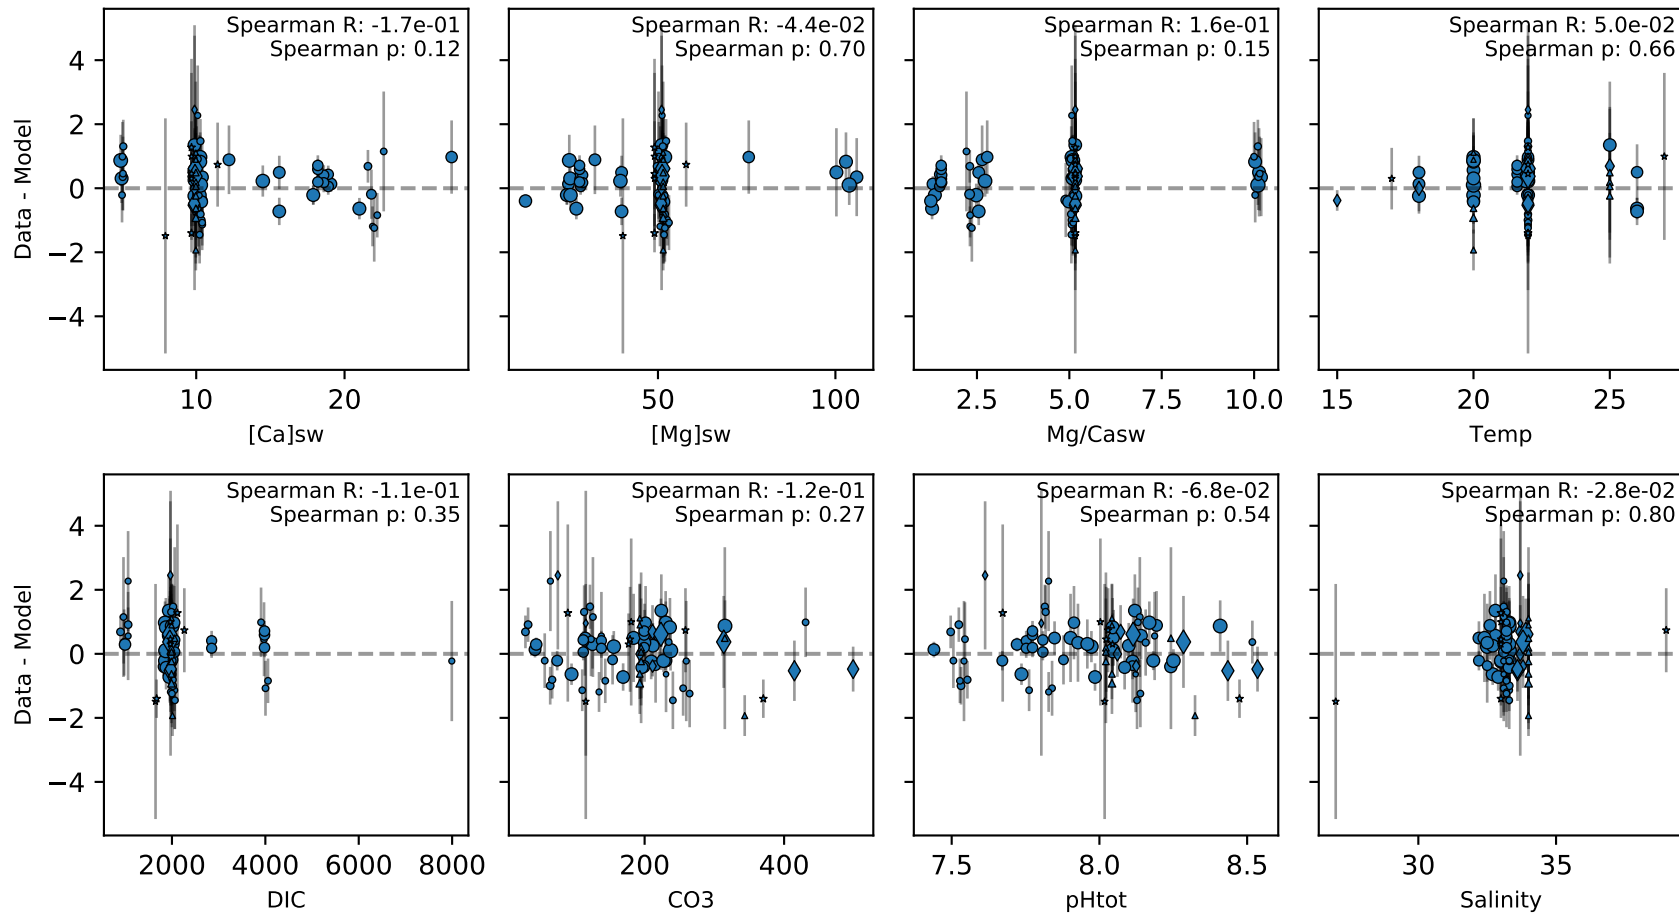 Spearman R: -1.7e-01
Spearman p: 0.12
Spearman R: -4.4e-02
Spearman p: 0.70
Spearman R: 1.6e-01
Spearman p: 0.15
Spearman R: 5.0e-02
Spearman p: 0.66
Data - Model
4
2
0
−2
−4
10 20
50 100
2.5 5.0 7.5 10.0
15 20 25
[Ca]sw
[Mg]sw
Mg/Casw
Temp
Spearman R: -1.1e-01
Spearman p: 0.35
Spearman R: -1.2e-01
Spearman p: 0.27
Spearman R: -6.8e-02
Spearman p: 0.54
Spearman R: -2.8e-02
Spearman p: 0.80
Data - Model
4
2
0
−2
−4
2000 4000 6000 8000
200 400
7.5 8.0 8.5
30 35
DIC
CO3
pHtot
Salinity